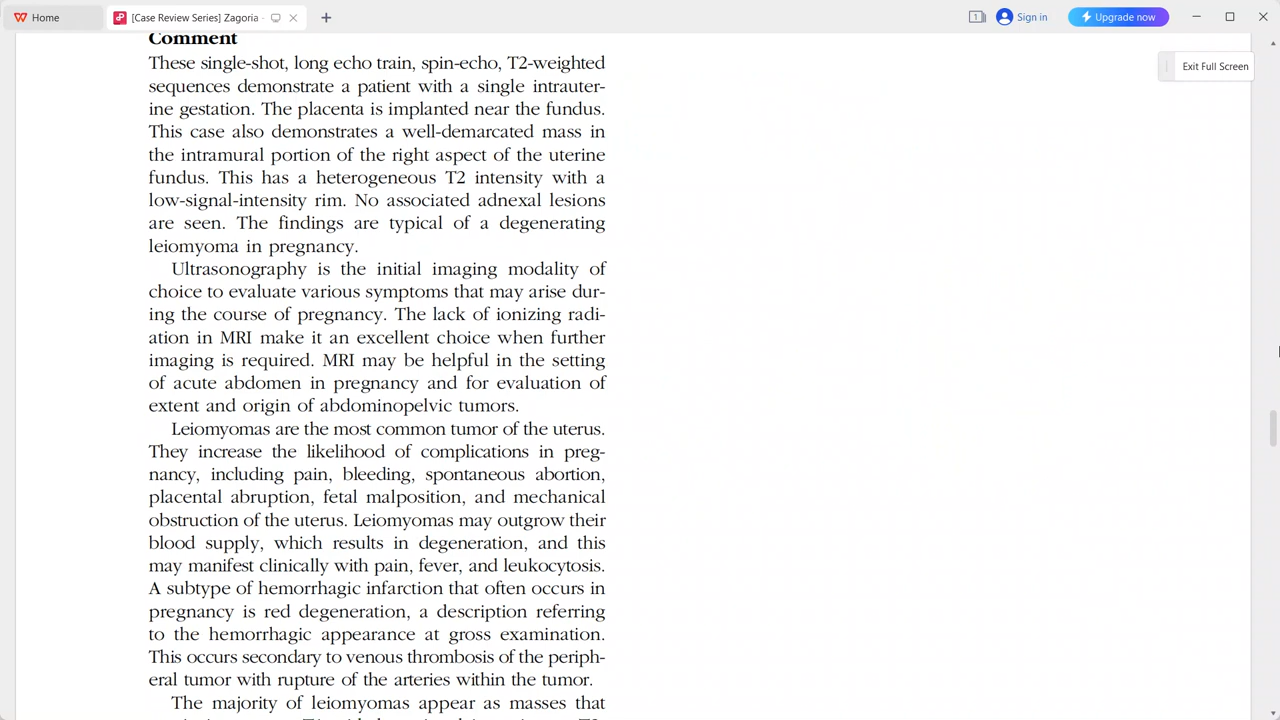 Home
[Case Review Series] Zagoria
1
Sign in
Upgrade now
Exit Full Screen
Comment
These single-shot, long echo train, spin-echo, T2-weighted
sequences demonstrate a patient with a single intrauter-
ine gestation. The placenta is implanted near the fundus.
This case also demonstrates a well-demarcated mass in
the intramural portion of the right aspect of the uterine
fundus. This has a heterogeneous T2 intensity with a
low-signal-intensity rim. No associated adnexal lesions
are seen. The findings are typical of a degenerating
leiomyoma in pregnancy.
Ultrasonography is the initial imaging modality of
choice to evaluate various symptoms that may arise dur-
ing the course of pregnancy. The lack of ionizing radi-
ation in MRI make it an excellent choice when further
imaging is required. MRI may be helpful in the setting
of acute abdomen in pregnancy and for evaluation of
extent and origin of abdominopelvic tumors.
Leiomyomas are the most common tumor of the uterus.
They increase the likelihood of complications in preg-
nancy, including pain, bleeding, spontaneous abortion,
placental abruption, fetal malposition, and mechanical
obstruction of the uterus. Leiomyomas may outgrow their
blood supply, which results in degeneration, and this
may manifest clinically with pain, fever, and leukocytosis.
A subtype of hemorrhagic infarction that often occurs in
pregnancy is red degeneration, a description referring
to the hemorrhagic appearance at gross examination.
This occurs secondary to venous thrombosis of the periph-
eral tumor with rupture of the arteries within the tumor.
The majority of leiomyomas appear as masses that